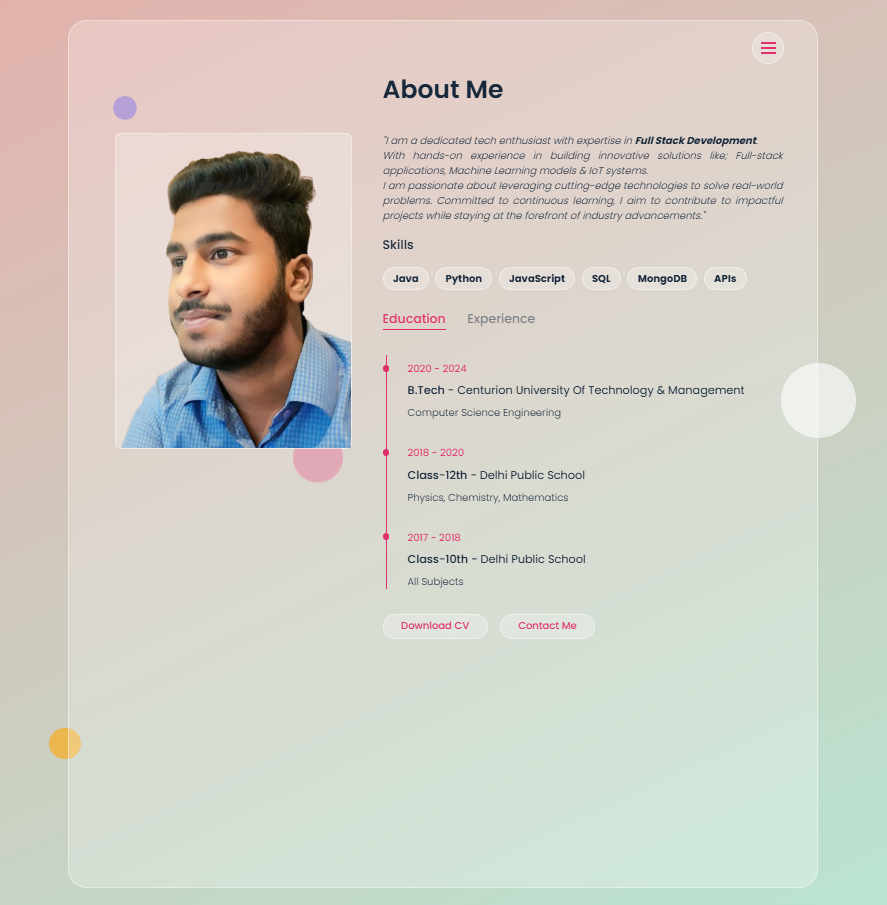 About Me
"I am a dedicated tech enthusiast with expertise in Full Stack Development.
With hands-on experience in building innovative solutions like; Full-stack
applications, Machine Learning models & IoT systems.
I am passionate about leveraging cutting-edge technologies to solve real-world
problems. Committed to continuous learning, I aim to contribute to impactful
projects while staying at the forefront of industry advancements."
Skills
Java Python JavaScript SQL MongoDB APIs
Education Experience
2020 - 2024
B.Tech - Centurion University Of Technology & Management
Computer Science Engineering
2018 - 2020
Class-12th - Delhi Public School
Physics, Chemistry, Mathematics
2017 - 2018
Class-10th - Delhi Public School
All Subjects
Download CV Contact Me